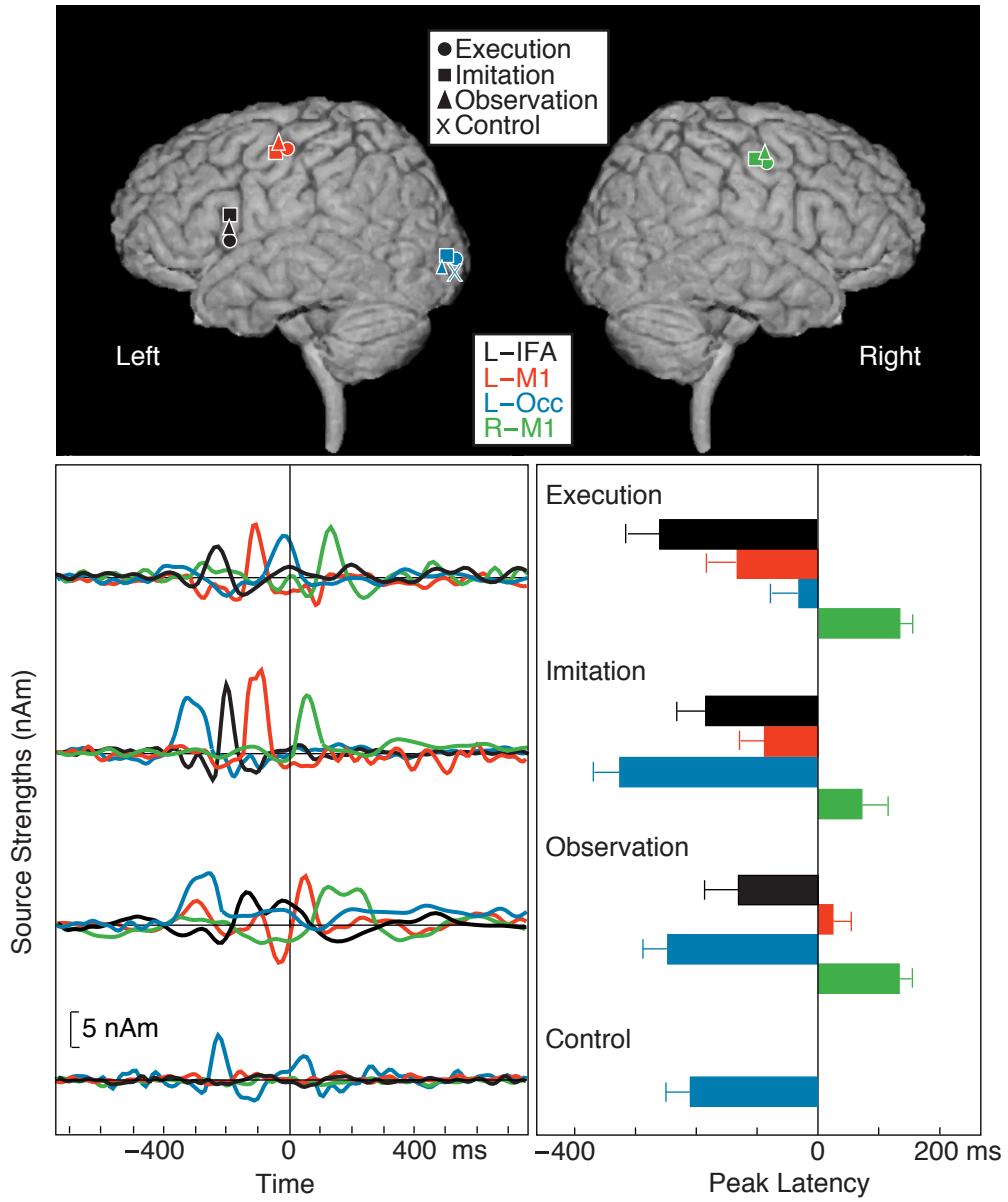 Execution
Imitation
Observation
x Control
Left
Right
L–IFA
L–M1
L–Occ
R–M1
Source Strengths (nAm)
5 nAm
−400 0 400 ms
Time
Execution
Imitation
Observation
Control
−400 0 200 ms
Peak Latency